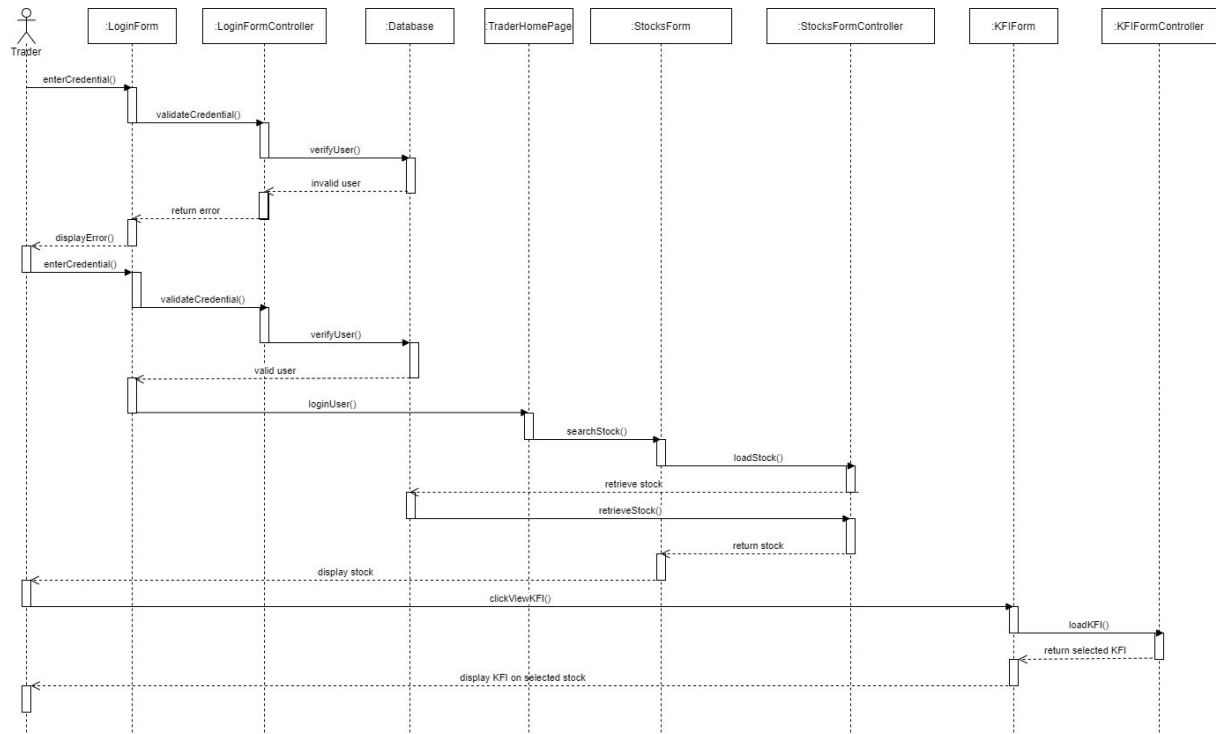 :LoginForm
:LoginFormController
:Database
:TraderHomePage
:StocksForm
:StocksFormController
:KFIForm
:KFIFormController
Trader
enterCredential()
validateCredential()
verifyUser()
invalid user
return error
displayError()
enterCredential()
validateCredential()
verifyUser()
valid user
loginUser()
searchStock()
loadStock()
retrieve stock
retrieveStock()
return stock
display stock
clickViewKFI()
loadKFI()
return selected KFI
display KFI on selected stock